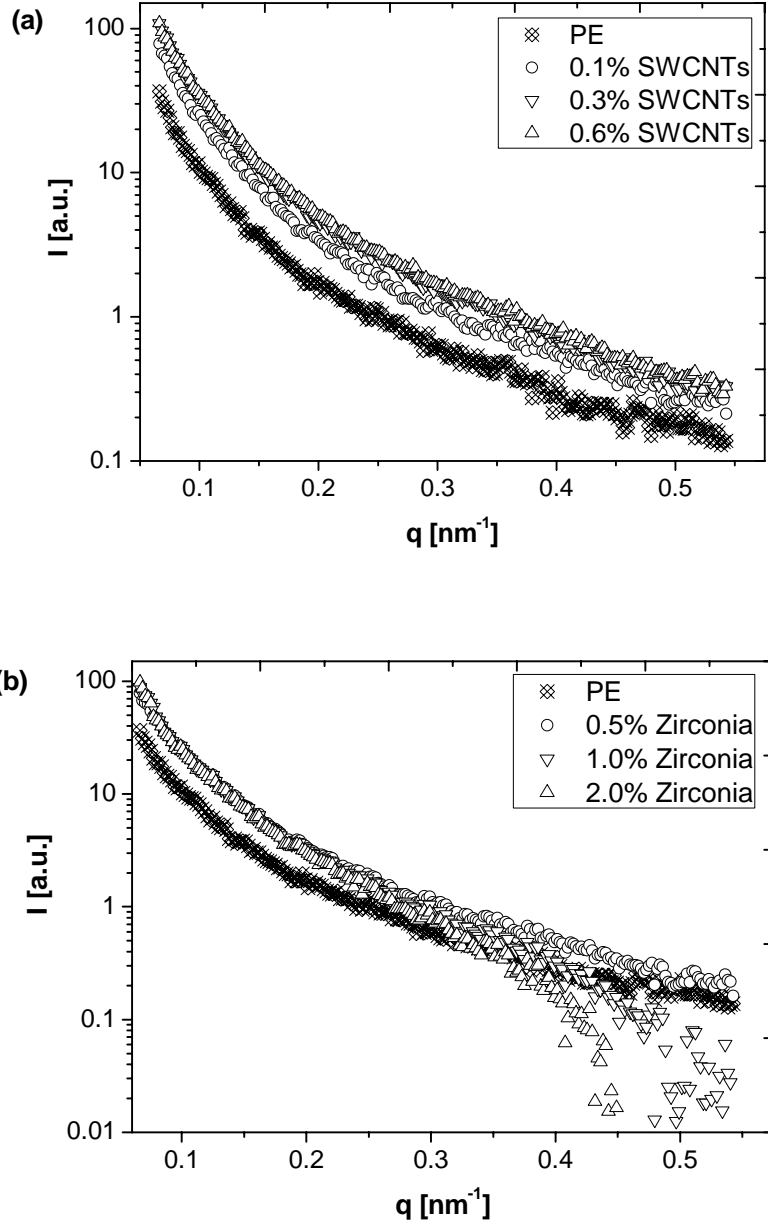 (a)
100
10
1
0.1
I [a.u.]
PE
0.1% SWCNTs
0.3% SWCNTs
0.6% SWCNTs
0.1 0.2 0.3 0.4 0.5
q [nm⁻¹]
(b)
100
10
1
0.1
0.01
I [a.u.]
PE
0.5% Zirconia
1.0% Zirconia
2.0% Zirconia
0.1 0.2 0.3 0.4 0.5
q [nm⁻¹]